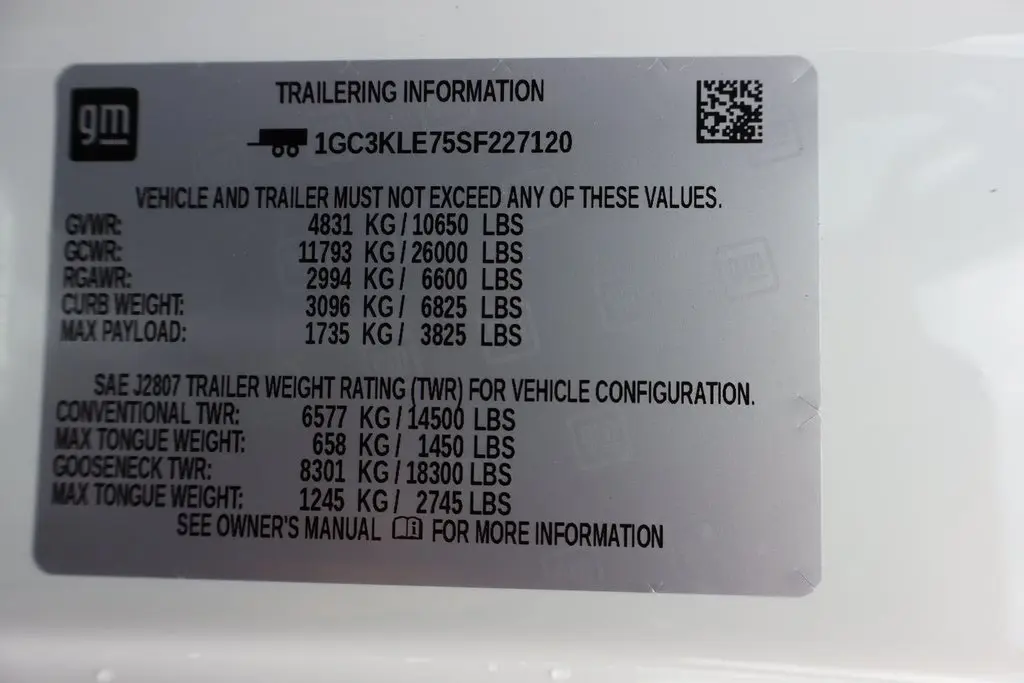 gm
TRAILERING INFORMATION
1GC3KLE75SF227120
VEHICLE AND TRAILER MUST NOT EXCEED ANY OF THESE VALUES.
GVWR: 4831 KG / 10650 LBS
GCWR: 11793 KG / 26000 LBS
RGAWR: 2994 KG / 6600 LBS
CURB WEIGHT: 3096 KG / 6825 LBS
MAX PAYLOAD: 1735 KG / 3825 LBS
SAE J2807 TRAILER WEIGHT RATING (TWR) FOR VEHICLE CONFIGURATION.
CONVENTIONAL TWR: 6577 KG / 14500 LBS
MAX TONGUE WEIGHT: 658 KG / 1450 LBS
GOOSENECK TWR: 8301 KG / 18300 LBS
MAX TONGUE WEIGHT: 1245 KG / 2745 LBS
SEE OWNER'S MANUAL i FOR MORE INFORMATION